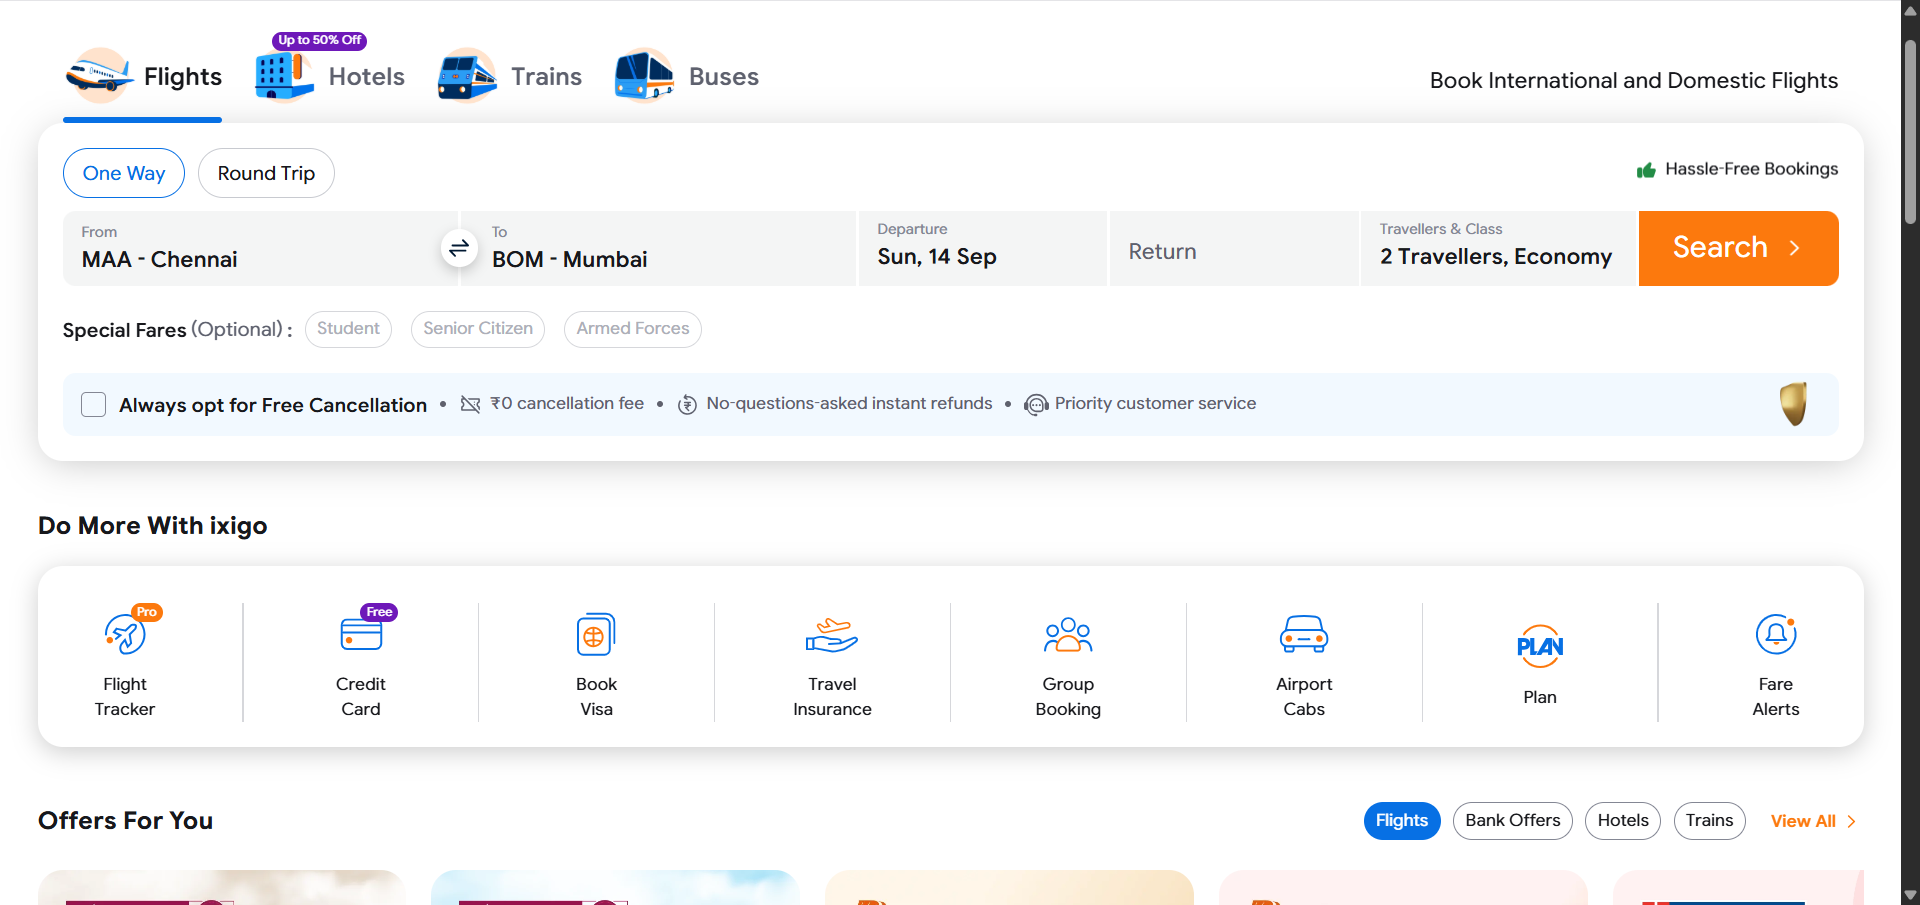 Up to 50% Off
Flights
Hotels
Trains
Buses
Book International and Domestic Flights
One Way
Round Trip
Hassle-Free Bookings
From
MAA - Chennai
To
BOM - Mumbai
Departure
Sun, 14 Sep
Return
Travellers & Class
2 Travellers, Economy
Search
Special Fares (Optional) :
Student
Senior Citizen
Armed Forces
Always opt for Free Cancellation • ₹0 cancellation fee • No-questions-asked instant refunds • Priority customer service
Do More With ixigo
Pro
Flight
Tracker
Free
Credit
Card
Book
Visa
Travel
Insurance
Group
Booking
Airport
Cabs
PLAN
Plan
Fare
Alerts
Offers For You
Flights
Bank Offers
Hotels
Trains
View All